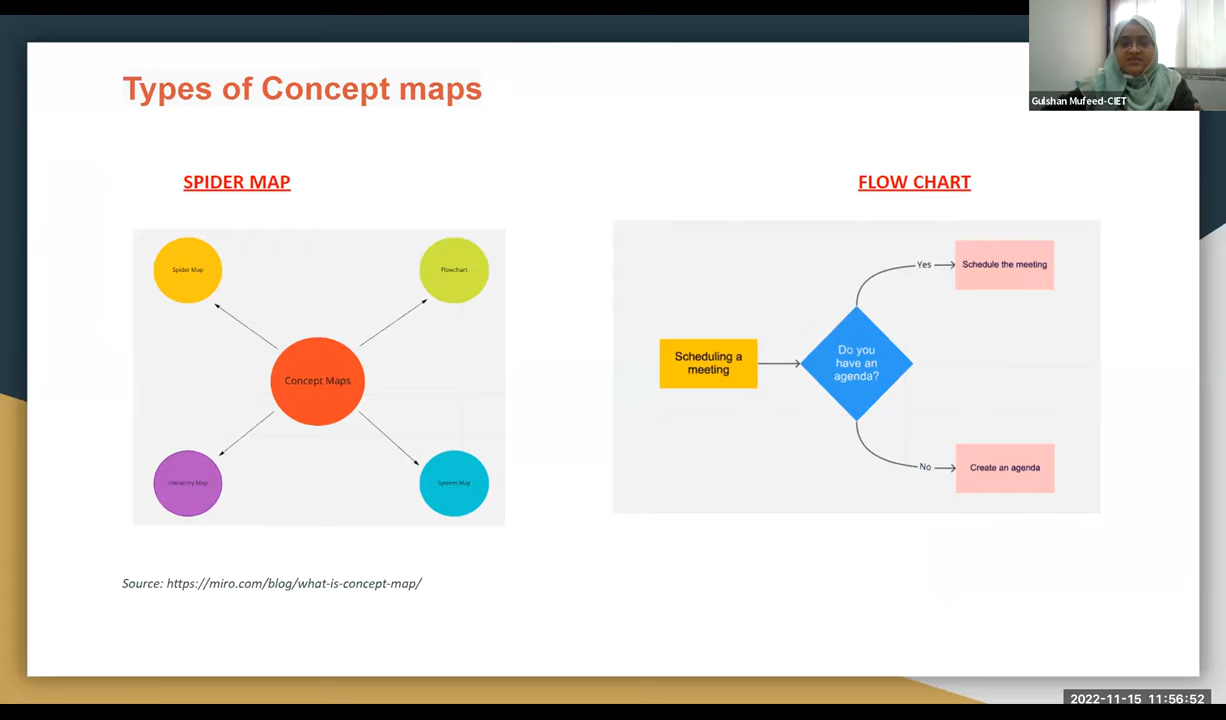 Types of Concept maps
Gulshan Mufeed-CIET
SPIDER MAP
FLOW CHART
Spider Map
Flowchart
Concept Maps
Hierarchy Map
System Map
Yes
Schedule the meeting
Scheduling a
meeting
Do you
have an
agenda?
No
Create an agenda
Source: https://miro.com/blog/what-is-concept-map/
2022-11-15 11:56:52